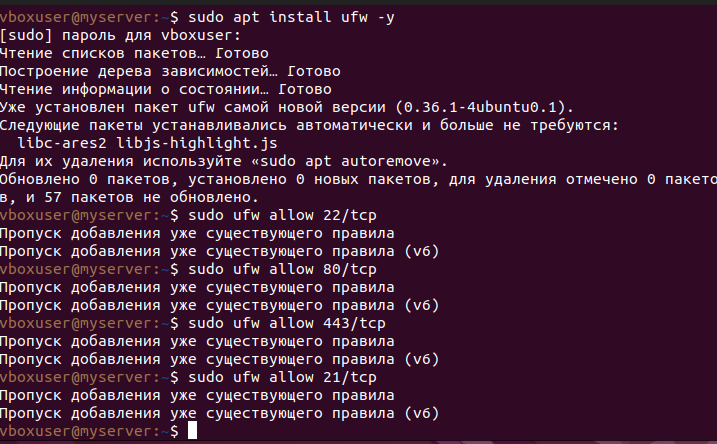 vboxuser@myserver:~$ sudo apt install ufw -y
[sudo] пароль для vboxuser:
Чтение списков пакетов… Готово
Построение дерева зависимостей… Готово
Чтение информации о состоянии… Готово
Уже установлен пакет ufw самой новой версии (0.36.1-4ubuntu0.1).
Следующие пакеты устанавливались автоматически и больше не требуются:
  libc-ares2 libjs-highlight.js
Для их удаления используйте «sudo apt autoremove».
Обновлено 0 пакетов, установлено 0 новых пакетов, для удаления отмечено 0 пакето
в, и 57 пакетов не обновлено.
vboxuser@myserver:~$ sudo ufw allow 22/tcp
Пропуск добавления уже существующего правила
Пропуск добавления уже существующего правила (v6)
vboxuser@myserver:~$ sudo ufw allow 80/tcp
Пропуск добавления уже существующего правила
Пропуск добавления уже существующего правила (v6)
vboxuser@myserver:~$ sudo ufw allow 443/tcp
Пропуск добавления уже существующего правила
Пропуск добавления уже существующего правила (v6)
vboxuser@myserver:~$ sudo ufw allow 21/tcp
Пропуск добавления уже существующего правила
Пропуск добавления уже существующего правила (v6)
vboxuser@myserver:~$